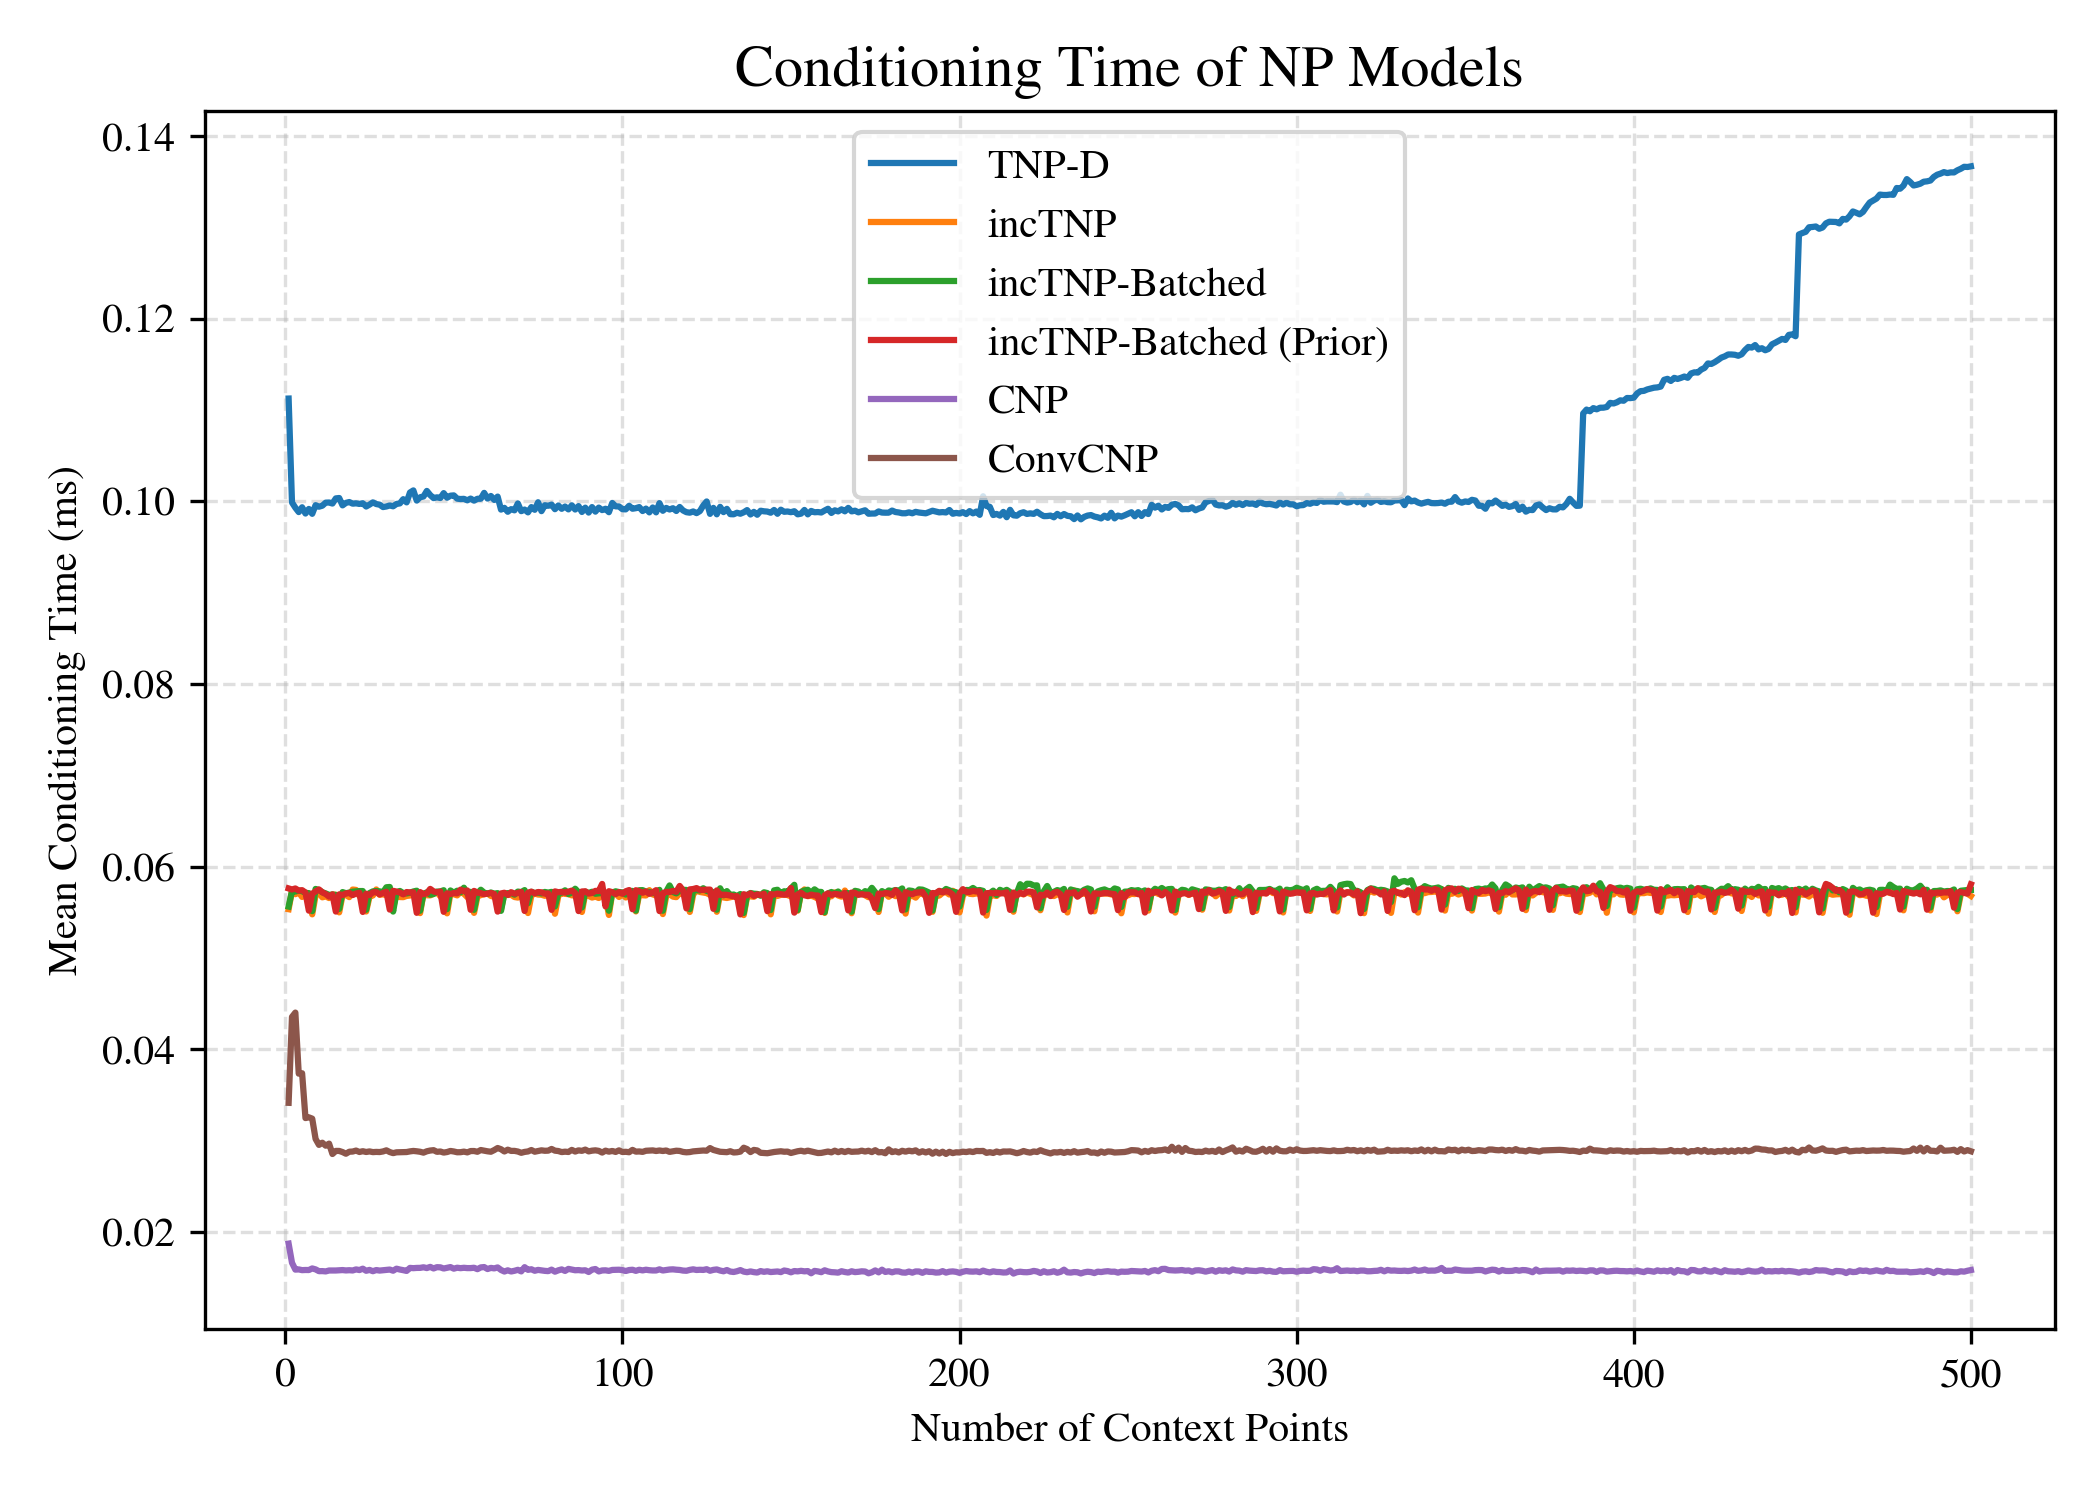 Conditioning Time of NP Models
0.14
0.12
0.10
0.08
0.06
0.04
0.02
Mean Conditioning Time (ms)
TNP-D
incTNP
incTNP-Batched
incTNP-Batched (Prior)
CNP
ConvCNP
0 100 200 300 400 500
Number of Context Points